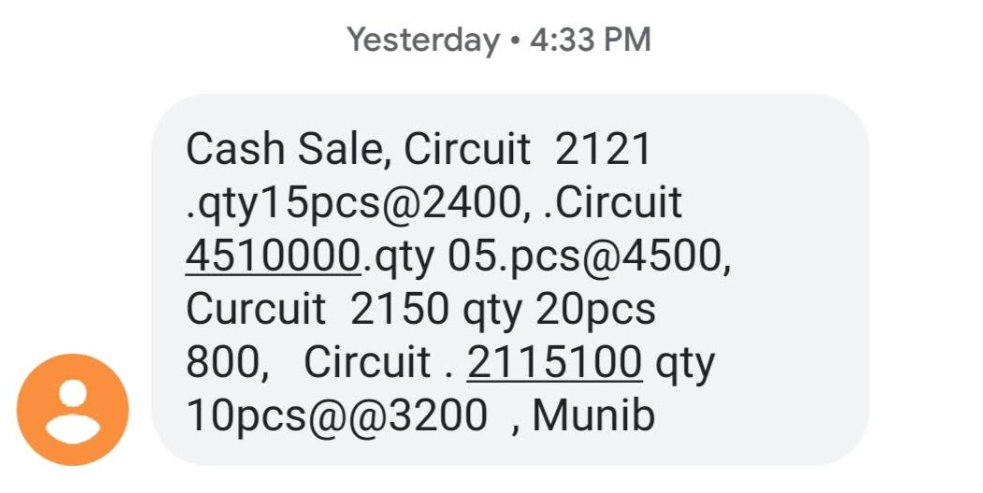 Yesterday • 4:33 PM
Cash Sale, Circuit  2121
.qty15pcs@2400, .Circuit
4510000.qty 05.pcs@4500,
Curcuit  2150 qty 20pcs
800,   Circuit . 2115100 qty
10pcs@@3200  , Munib